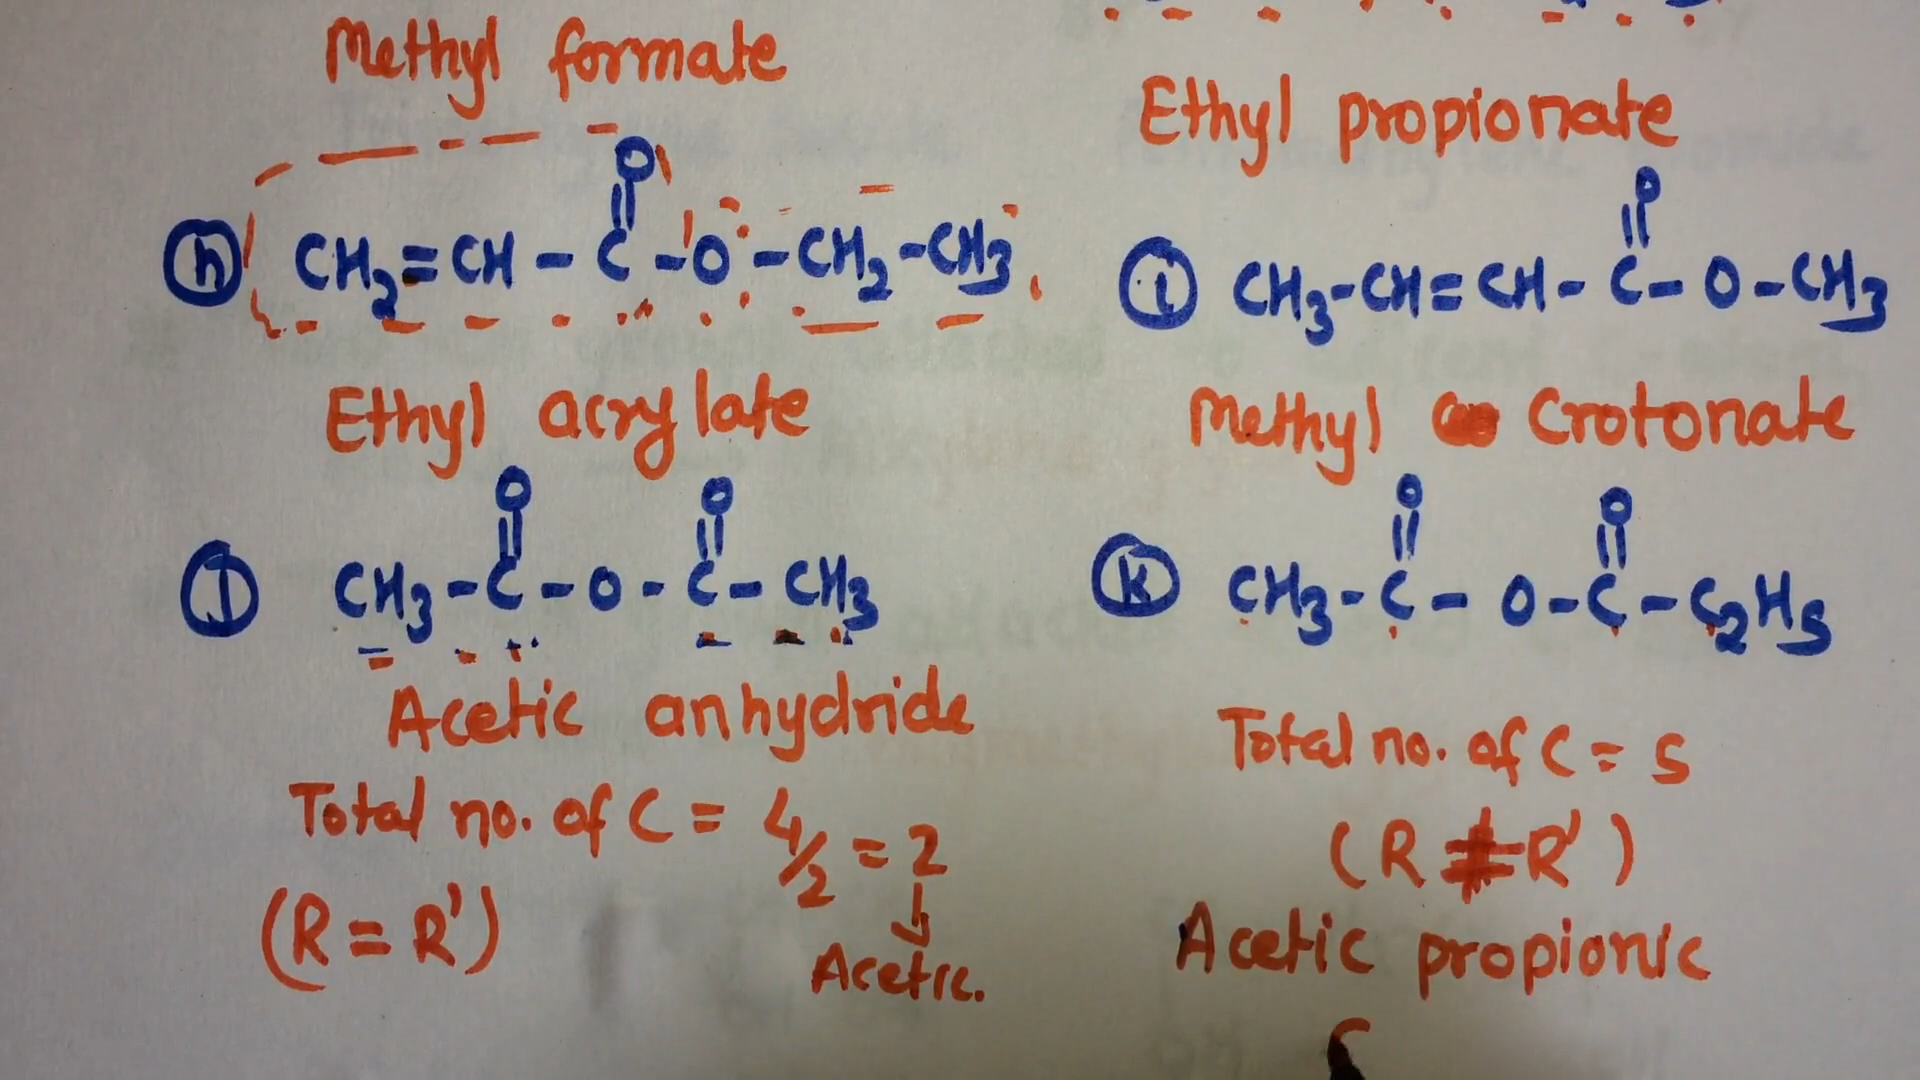 Methyl formate
Ethyl propionate
O
(h) CH2=CH-C-O-CH2-CH3
O
(i) CH3-CH=CH-C-O-CH3
Ethyl acrylate
Methyl Crotonate
O O
(j) CH3-C-O-C-CH3
O O
(k) CH3-C-O-C-C2H5
Acetic anhydride
Total no. of C = 4/2 = 2
(R = R')
Acetic.
Total no. of C = 5
(R ≠ R')
Acetic propionic